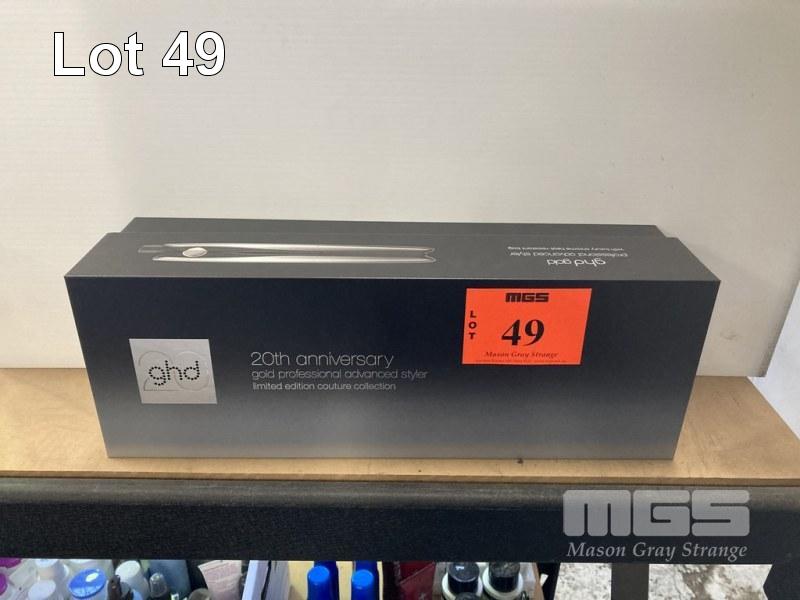 Lot 49
ghd gold
professional advanced styler
MGS
LOT
49
Mason Gray Strange
20
ghd
20th anniversary
gold professional advanced styler
limited edition couture collection
MGS
Mason Gray Strange